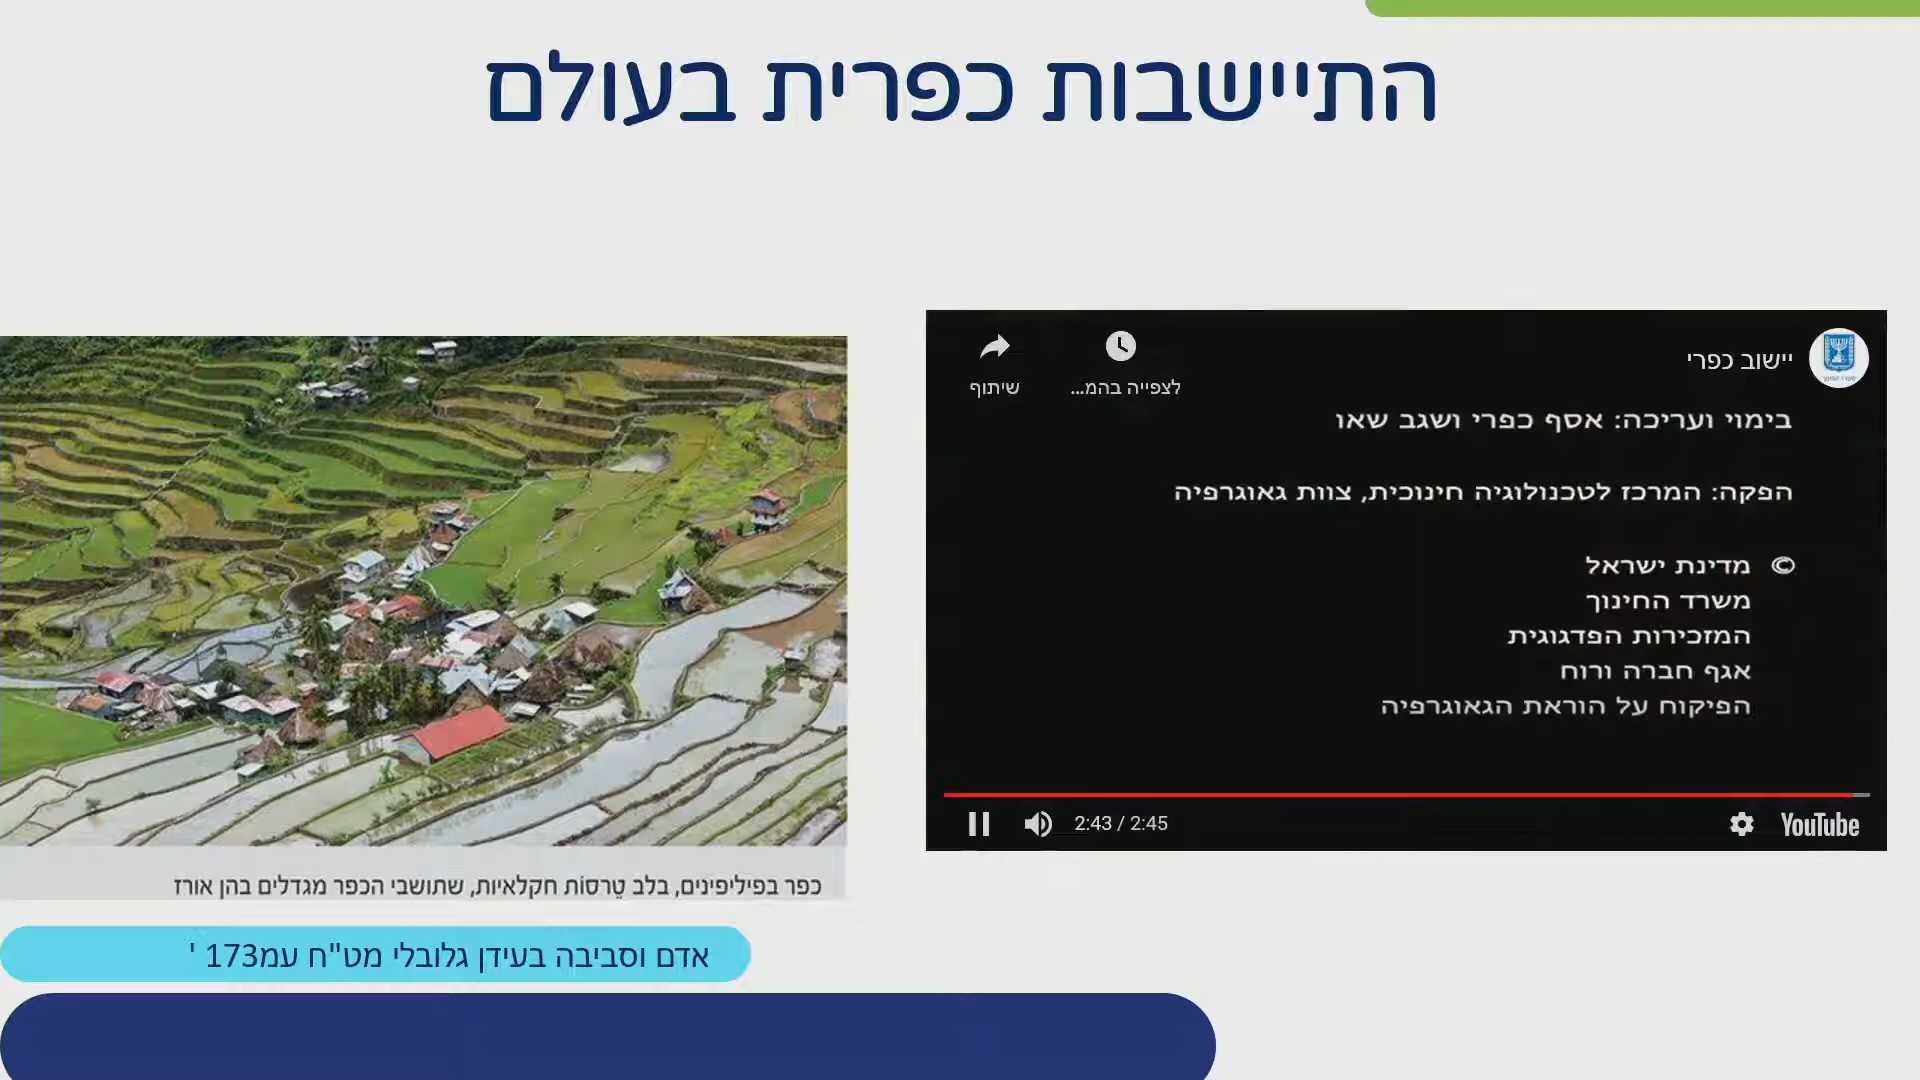 התיישבות כפרית בעולם
יישוב כפרי
לצפייה בהמ...
שיתוף
בימוי ועריכה: אסף כפרי ושגב שאו
הפקה: המרכז לטכנולוגיה חינוכית, צוות גאוגרפיה
© מדינת ישראל
משרד החינוך
המזכירות הפדגוגית
אגף חברה ורוח
הפיקוח על הוראת הגאוגרפיה
2:43 / 2:45
YouTube
כפר בפיליפינים, בלב טֵרסוֹת חקלאיות, שתושבי הכפר מגדלים בהן אורז
אדם וסביבה בעידן גלובלי מט"ח עמ173 '